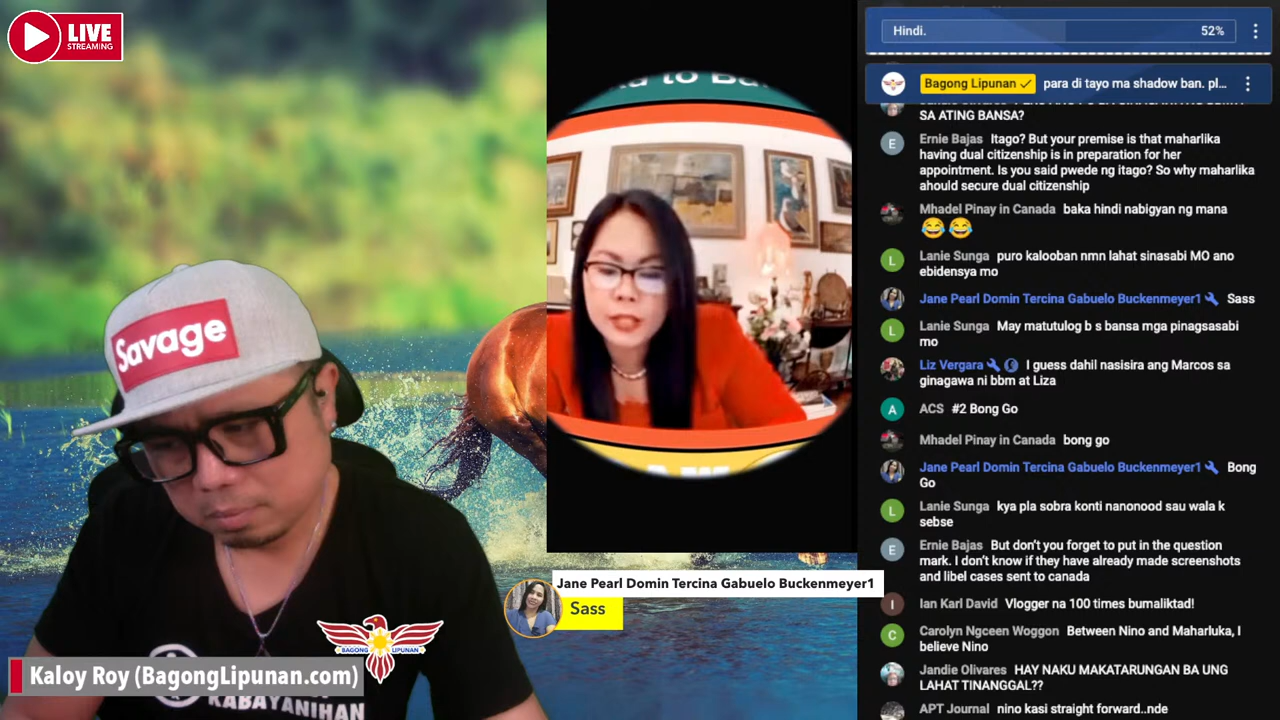 LIVE
STREAMING
Savage
BAGONG LIPUNAN
Kaloy Roy (BagongLipunan.com)
KABAYANIHAN
to Ba
Jane Pearl Domin Tercina Gabuelo Buckenmeyer1
Sass
Hindi. 52%
Bagong Lipunan para di tayo ma shadow ban. pl...
SA ATING BANSA?
Ernie Bajas Itago? But your premise is that maharlika
having dual citizenship is in preparation for her
appointment. Is you said pwede ng itago? So why maharlika
ahould secure dual citizenship
Mhadel Pinay in Canada baka hindi nabigyan ng mana
😂 😂
Lanie Sunga puro kalooban nmn lahat sinasabi MO ano
ebidensya mo
Jane Pearl Domin Tercina Gabuelo Buckenmeyer1 Sass
Lanie Sunga May matutulog b s bansa mga pinagsasabi
mo
Liz Vergara I guess dahil nasisira ang Marcos sa
ginagawa ni bbm at Liza
ACS #2 Bong Go
Mhadel Pinay in Canada bong go
Jane Pearl Domin Tercina Gabuelo Buckenmeyer1 Bong
Go
Lanie Sunga kya pla sobra konti nanonood sau wala k
sebse
Ernie Bajas But don't you forget to put in the question
mark. I don't know if they have already made screenshots
and libel cases sent to canada
Ian Karl David Vlogger na 100 times bumaliktad!
Carolyn Ngceen Woggon Between Nino and Maharluka, I
believe Nino
Jandie Olivares HAY NAKU MAKATARUNGAN BA UNG
LAHAT TINANGGAL??
APT Journal nino kasi straight forward..nde